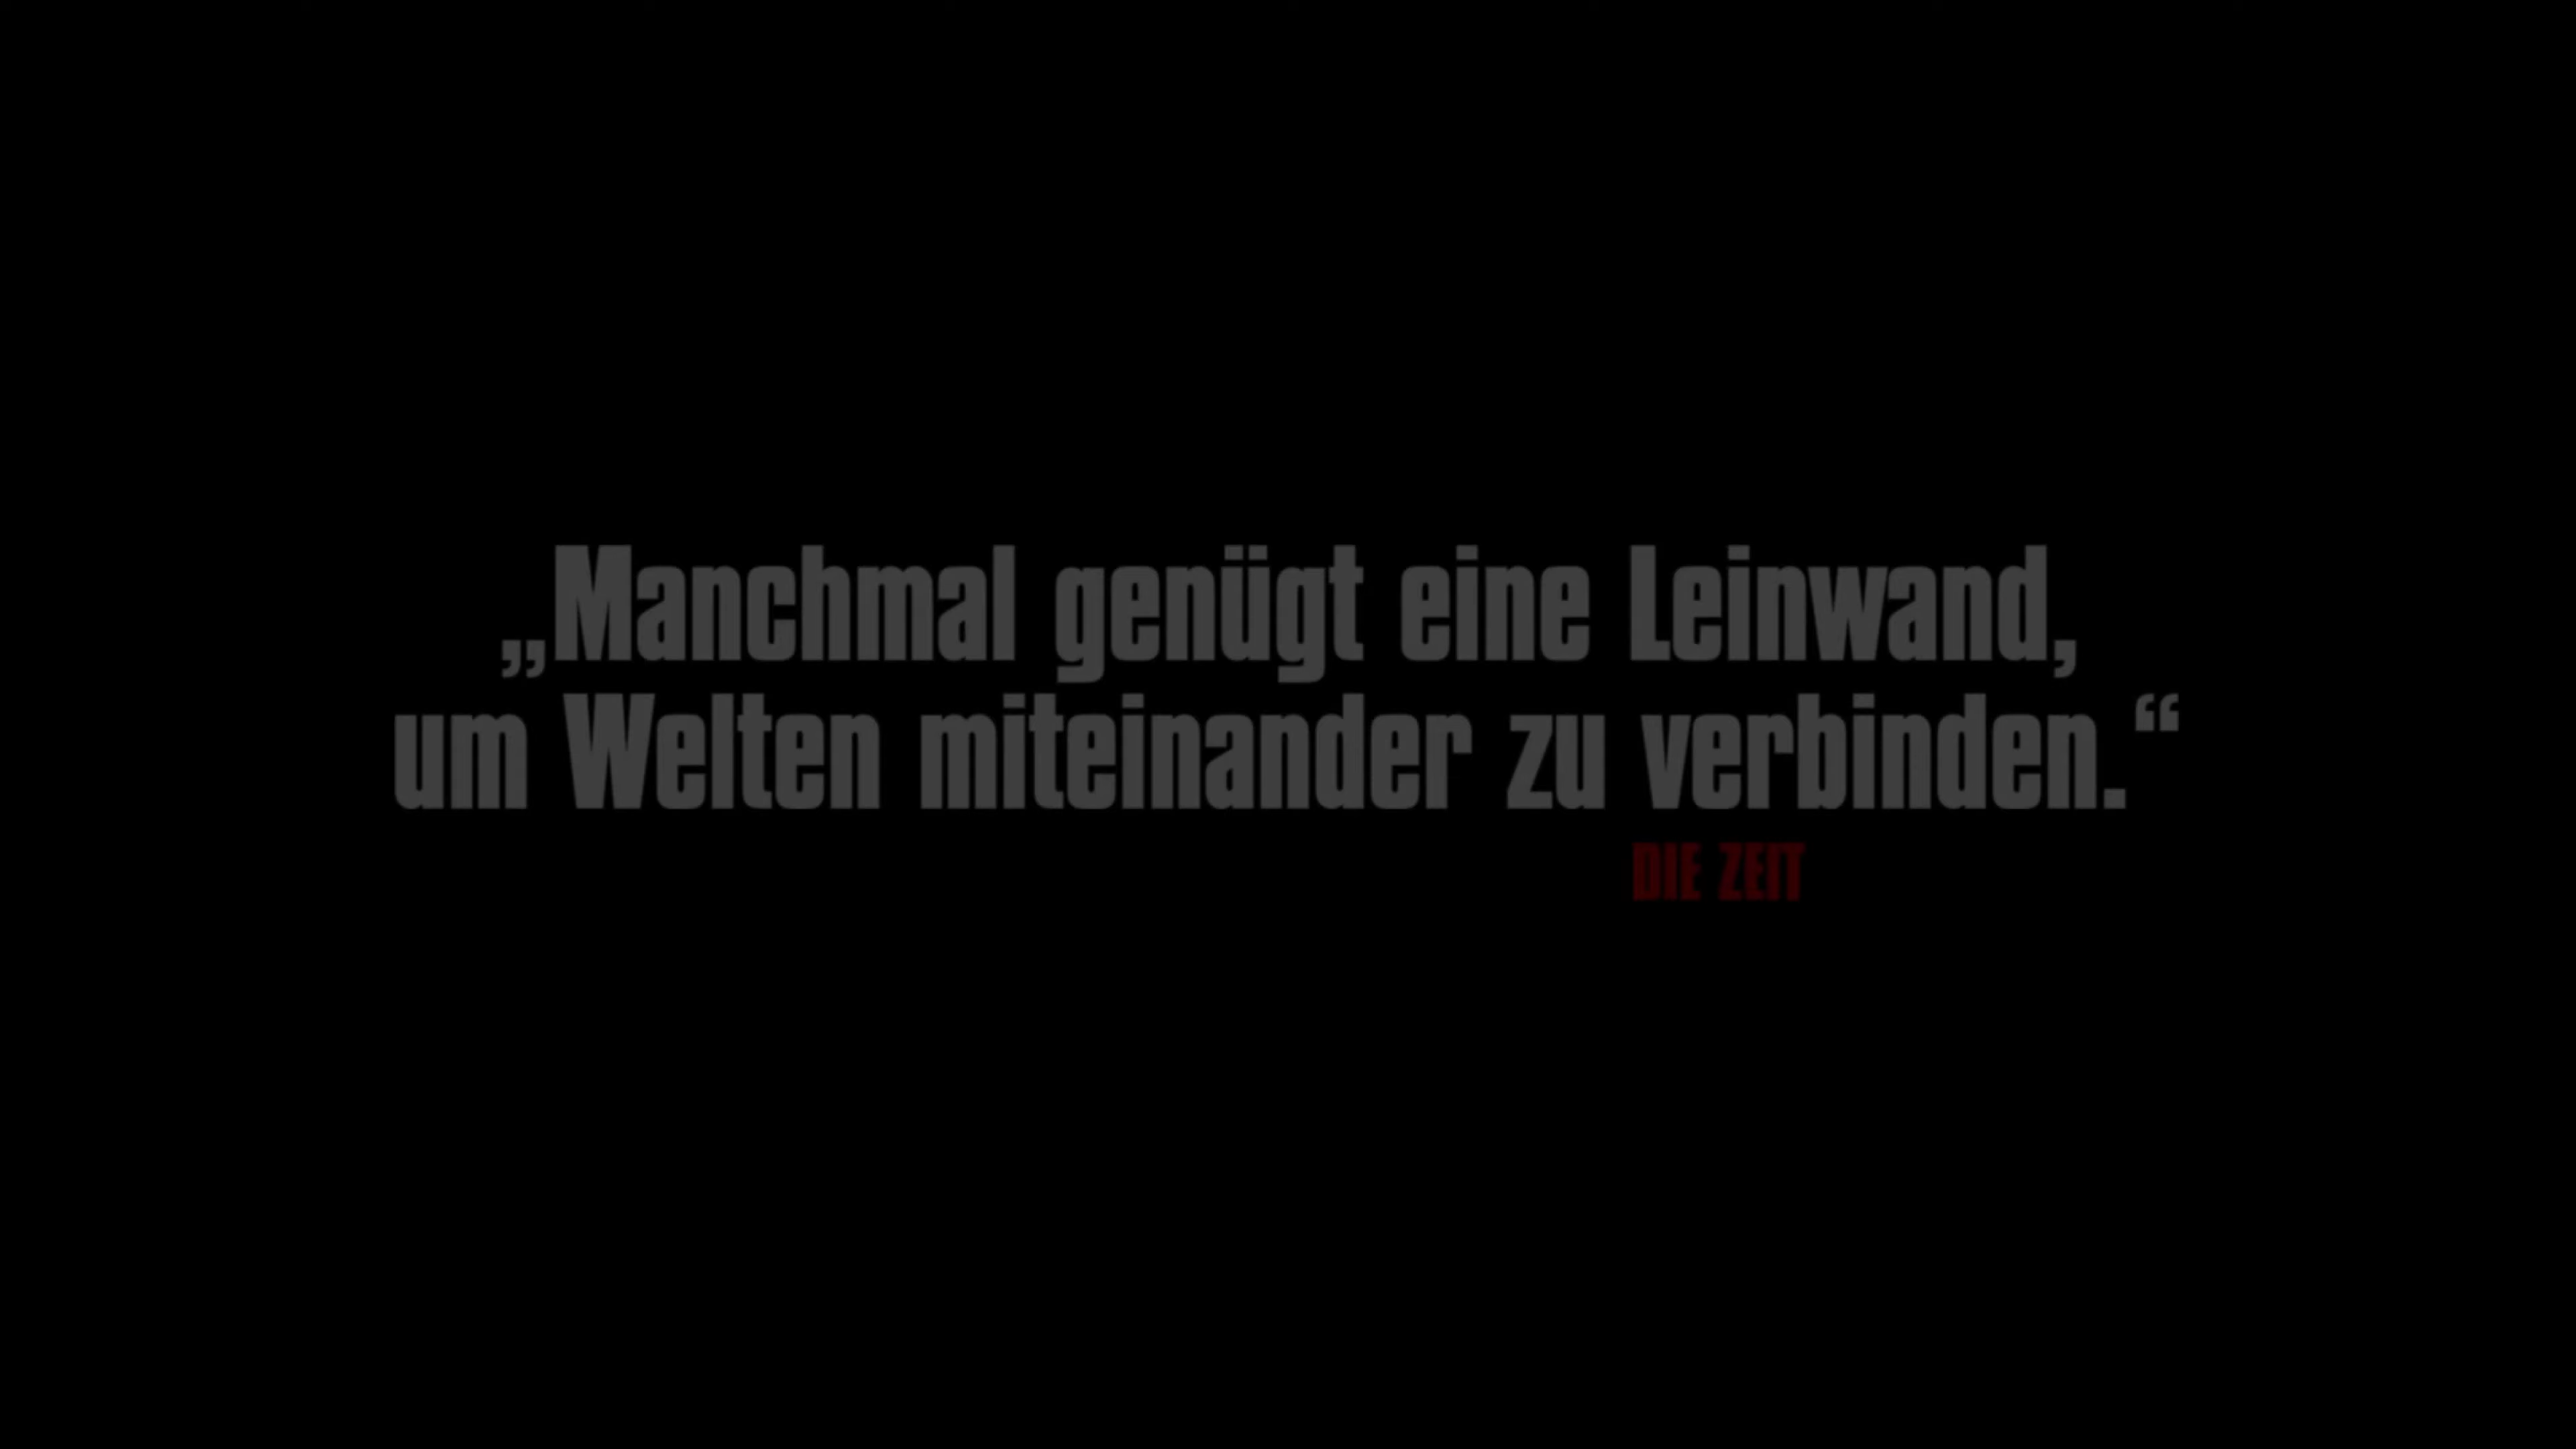 „Manchmal genügt eine Leinwand,
um Welten miteinander zu verbinden.“
DIE ZEIT